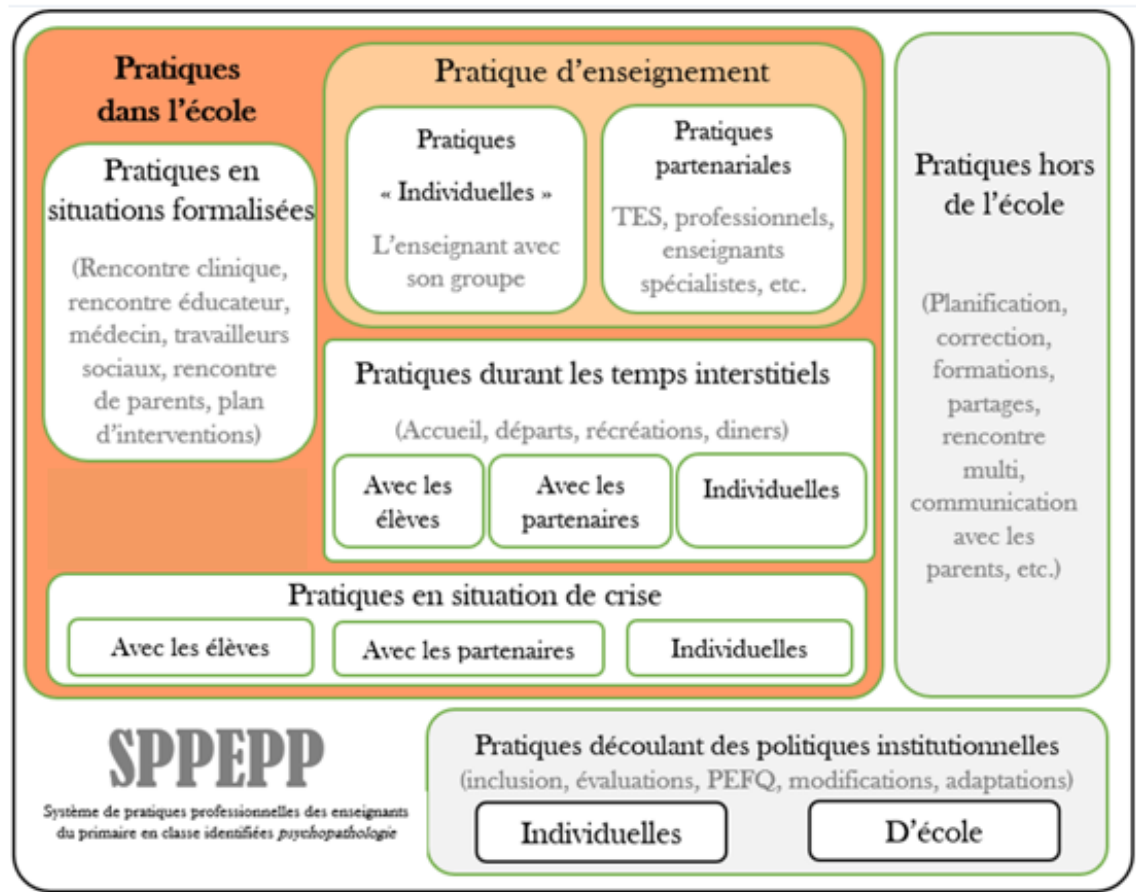 Pratiques
dans l'école
Pratiques en
situations formalisées
(Rencontre clinique,
rencontre éducateur,
médecin, travailleurs
sociaux, rencontre
de parents, plan
d'interventions)
Pratique d'enseignement
Pratiques
« Individuelles »
L'enseignant avec
son groupe
Pratiques
partenariales
TES, professionnels,
enseignants
spécialistes, etc.
Pratiques durant les temps interstitiels
(Accueil, départs, récréations, diners)
Avec les
élèves
Avec les
partenaires
Individuelles
Pratiques en situation de crise
Avec les élèves
Avec les partenaires
Individuelles
Pratiques hors
de l'école
(Planification,
correction,
formations,
partages,
rencontre
multi,
communication
avec les
parents, etc.)
SPPEPP
Système de pratiques professionnelles des enseignants
du primaire en classe identifiées psychopathologie
Pratiques découlant des politiques institutionnelles
(inclusion, évaluations, PEFQ, modifications, adaptations)
Individuelles
D'école